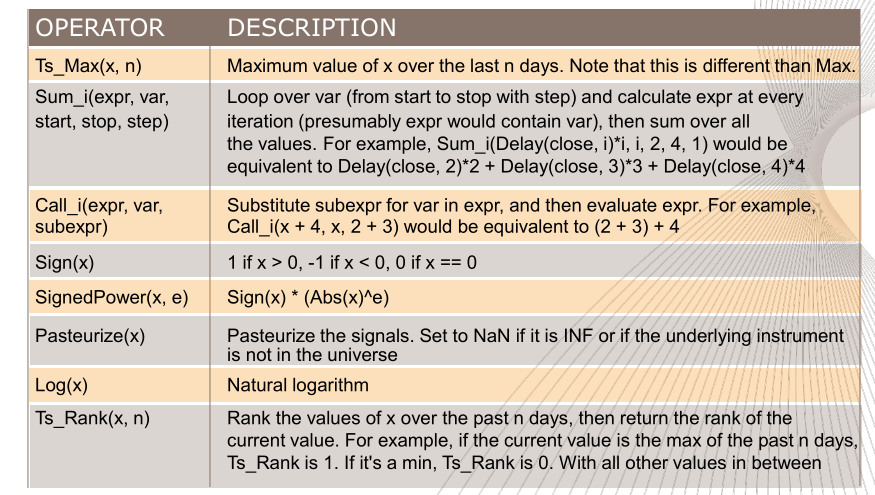 OPERATOR DESCRIPTION
Ts_Max(x, n) Maximum value of x over the last n days. Note that this is different than Max.
Sum_i(expr, var, Loop over var (from start to stop with step) and calculate expr at every
start, stop, step) iteration (presumably expr would contain var), then sum over all
the values. For example, Sum_i(Delay(close, i)*i, i, 2, 4, 1) would be
equivalent to Delay(close, 2)*2 + Delay(close, 3)*3 + Delay(close, 4)*4
Call_i(expr, var, Substitute subexpr for var in expr, and then evaluate expr. For example,
subexpr) Call_i(x + 4, x, 2 + 3) would be equivalent to (2 + 3) + 4
Sign(x) 1 if x > 0, -1 if x < 0, 0 if x == 0
SignedPower(x, e) Sign(x) * (Abs(x)^e)
Pasteurize(x) Pasteurize the signals. Set to NaN if it is INF or if the underlying instrument
is not in the universe
Log(x) Natural logarithm
Ts_Rank(x, n) Rank the values of x over the past n days, then return the rank of the
current value. For example, if the current value is the max of the past n days,
Ts_Rank is 1. If it's a min, Ts_Rank is 0. With all other values in between